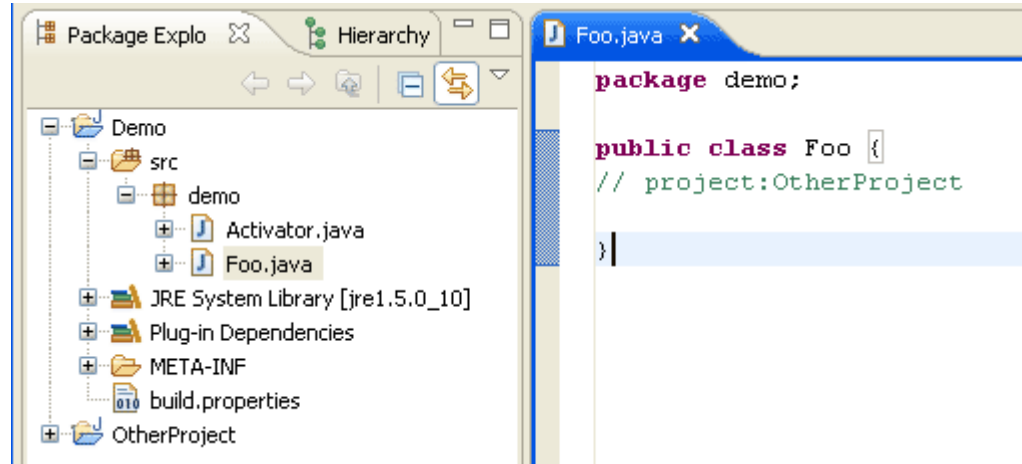 Package Explo
Hierarchy
Demo
src
demo
Activator.java
Foo.java
JRE System Library [jre1.5.0_10]
Plug-in Dependencies
META-INF
build.properties
OtherProject
Foo.java
package demo;
public class Foo {
// project:OtherProject
}